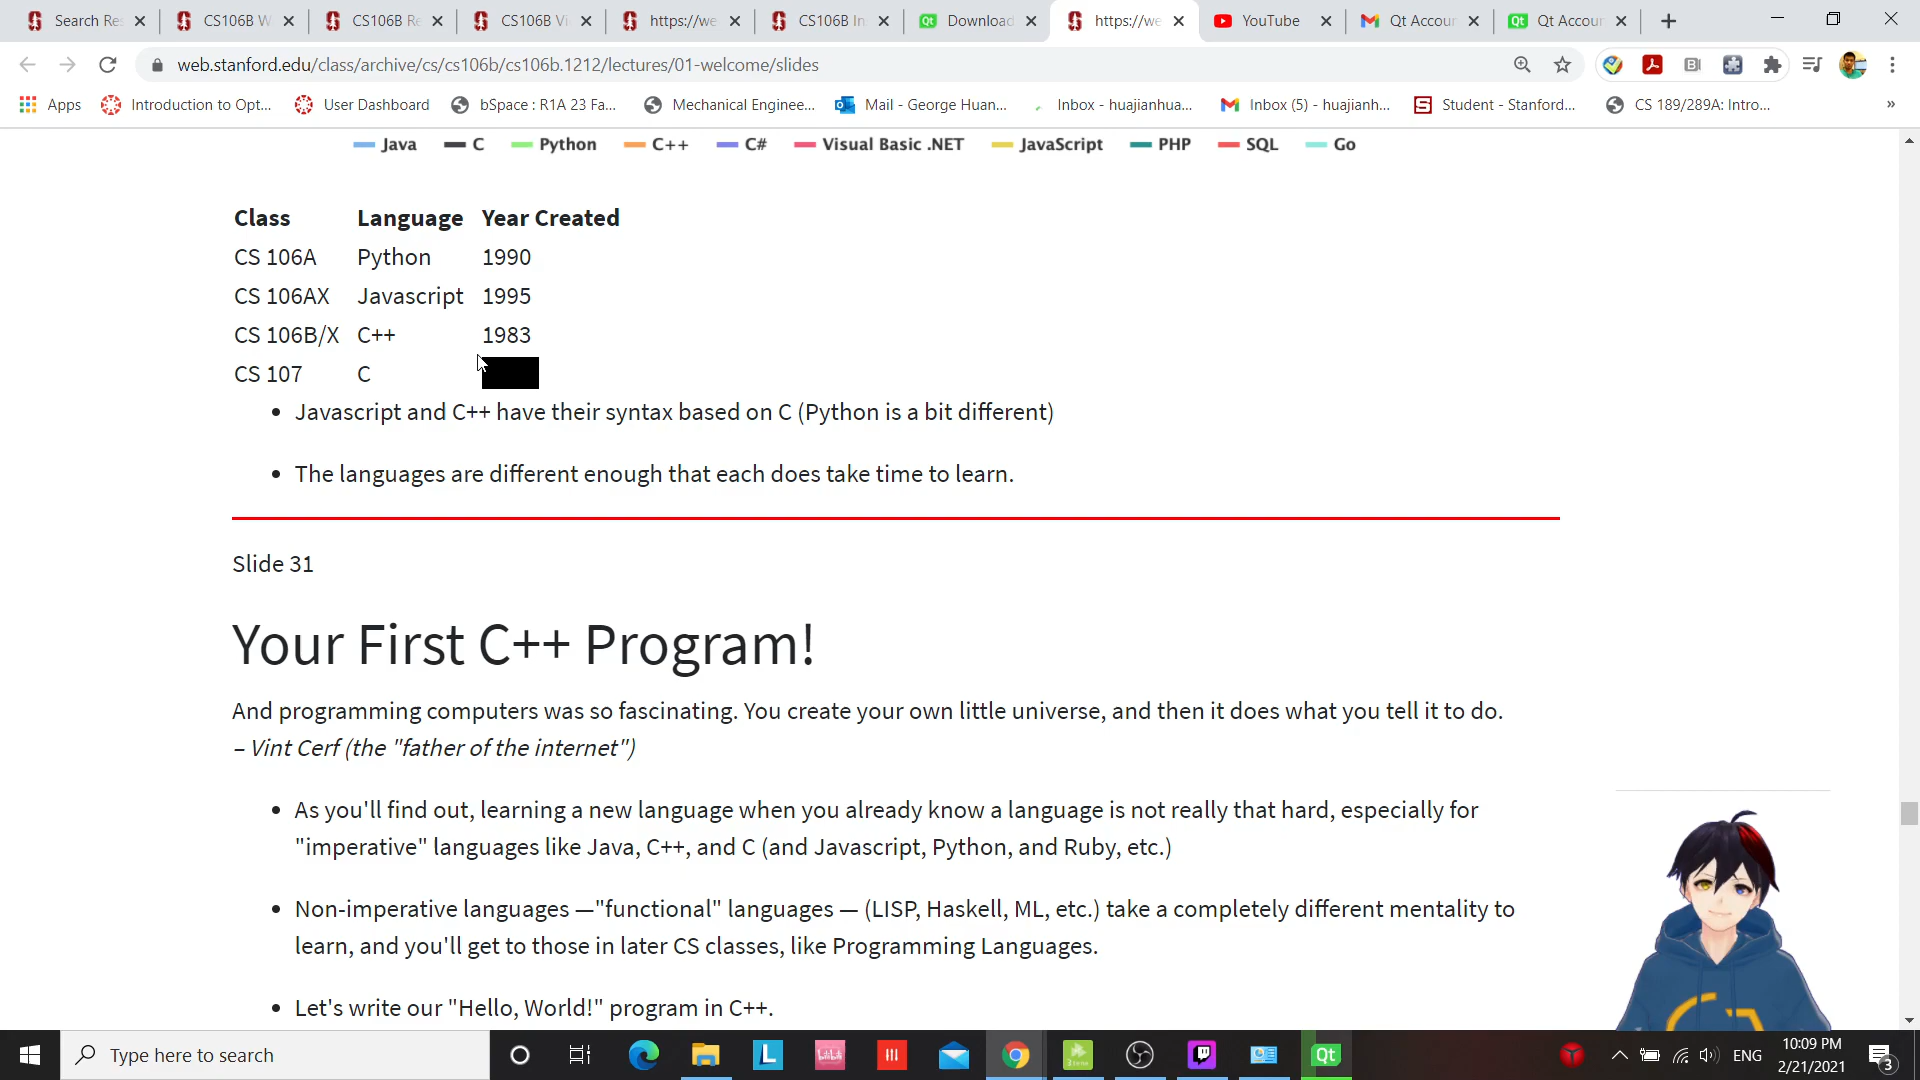 Search Re
CS106B W
CS106B Re
CS106B Vi
https://we
CS106B In
Download
https://we
YouTube
Qt Accour
Qt Accour
web.stanford.edu/class/archive/cs/cs106b/cs106b.1212/lectures/01-welcome/slides
Apps
Introduction to Opt...
User Dashboard
bSpace : R1A 23 Fa...
Mechanical Enginee...
Mail - George Huan...
Inbox - huajianhua...
Inbox (5) - huajianh...
Student - Stanford...
CS 189/289A: Intro...
»
Java C Python C++ C# Visual Basic .NET JavaScript PHP SQL Go
Class Language Year Created
CS 106A Python 1990
CS 106AX Javascript 1995
CS 106B/X C++ 1983
CS 107 C
• Javascript and C++ have their syntax based on C (Python is a bit different)
• The languages are different enough that each does take time to learn.
Slide 31
Your First C++ Program!
And programming computers was so fascinating. You create your own little universe, and then it does what you tell it to do.
– Vint Cerf (the "father of the internet")
• As you'll find out, learning a new language when you already know a language is not really that hard, especially for
"imperative" languages like Java, C++, and C (and Javascript, Python, and Ruby, etc.)
• Non-imperative languages —"functional" languages — (LISP, Haskell, ML, etc.) take a completely different mentality to
learn, and you'll get to those in later CS classes, like Programming Languages.
• Let's write our "Hello, World!" program in C++.
Type here to search
L
Qt
ENG
10:09 PM
2/21/2021
3